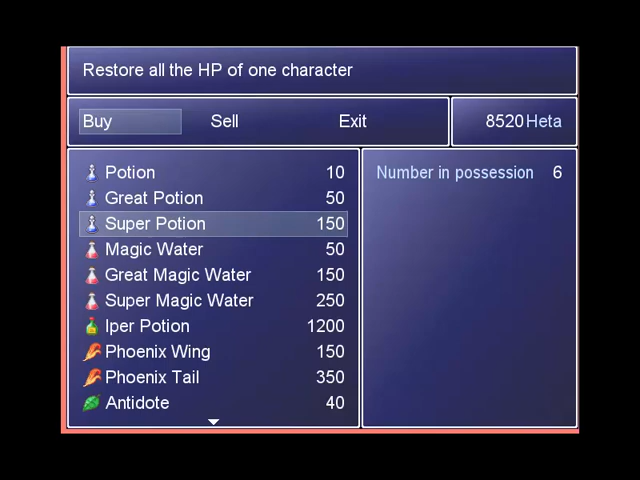 Restore all the HP of one character
Buy Sell Exit 8520Heta
Potion 10
Great Potion 50
Super Potion 150
Magic Water 50
Great Magic Water 150
Super Magic Water 250
Iper Potion 1200
Phoenix Wing 150
Phoenix Tail 350
Antidote 40
Number in possession 6